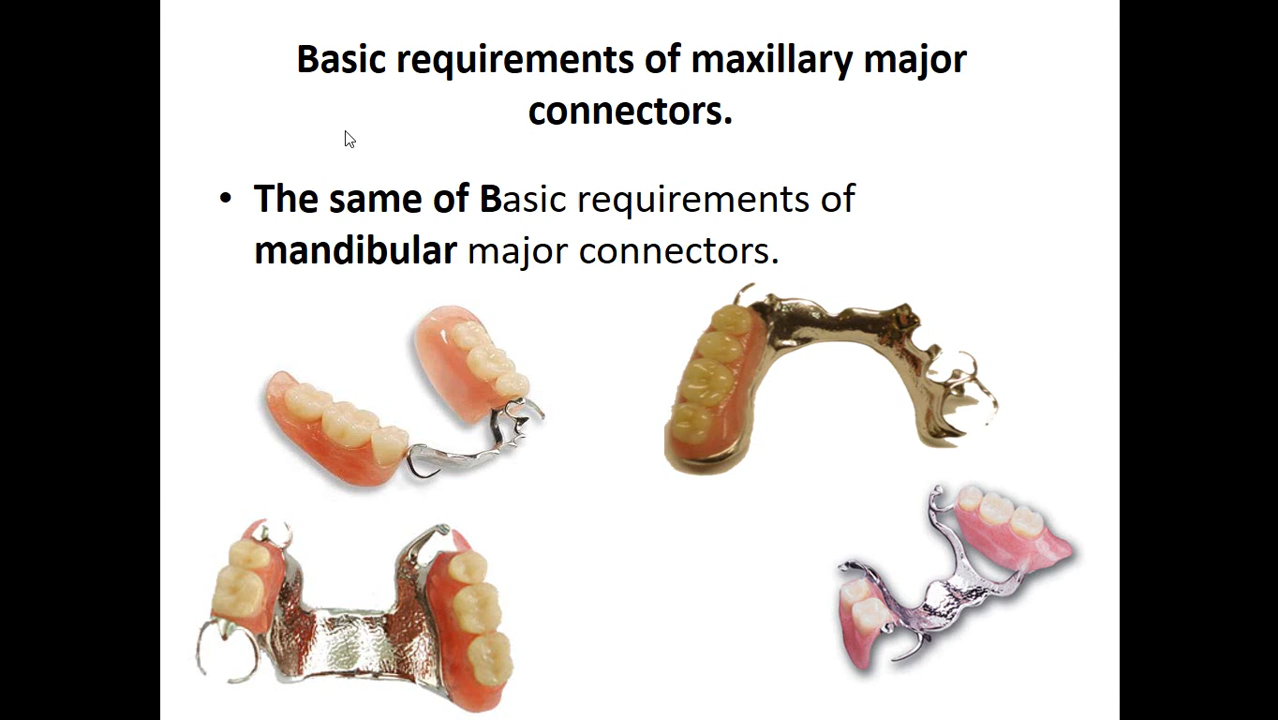 Basic requirements of maxillary major
connectors.
• The same of Basic requirements of
mandibular major connectors.